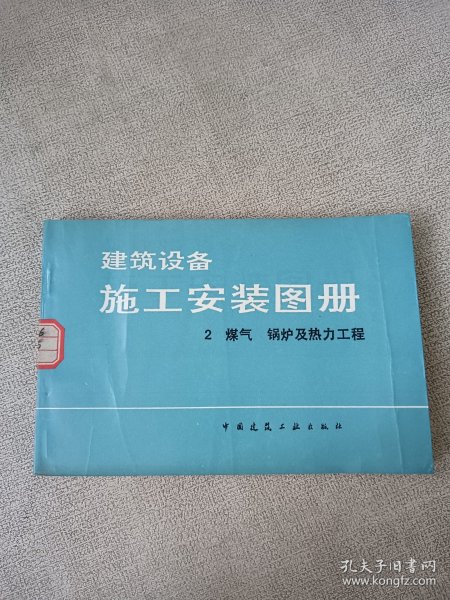 建筑设备
施工安装图册
2 煤气 锅炉及热力工程
中国建筑工业出版社
孔夫子旧书网
www.kongfz.com